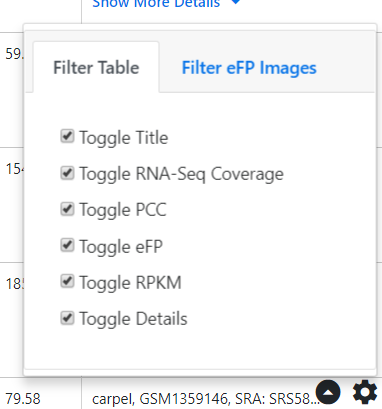 Show More Details
59.
Filter Table Filter eFP Images
Toggle Title
154
Toggle RNA-Seq Coverage
Toggle PCC
Toggle eFP
185
Toggle RPKM
Toggle Details
79.58 carpel, GSM1359146, SRA: SRS58...